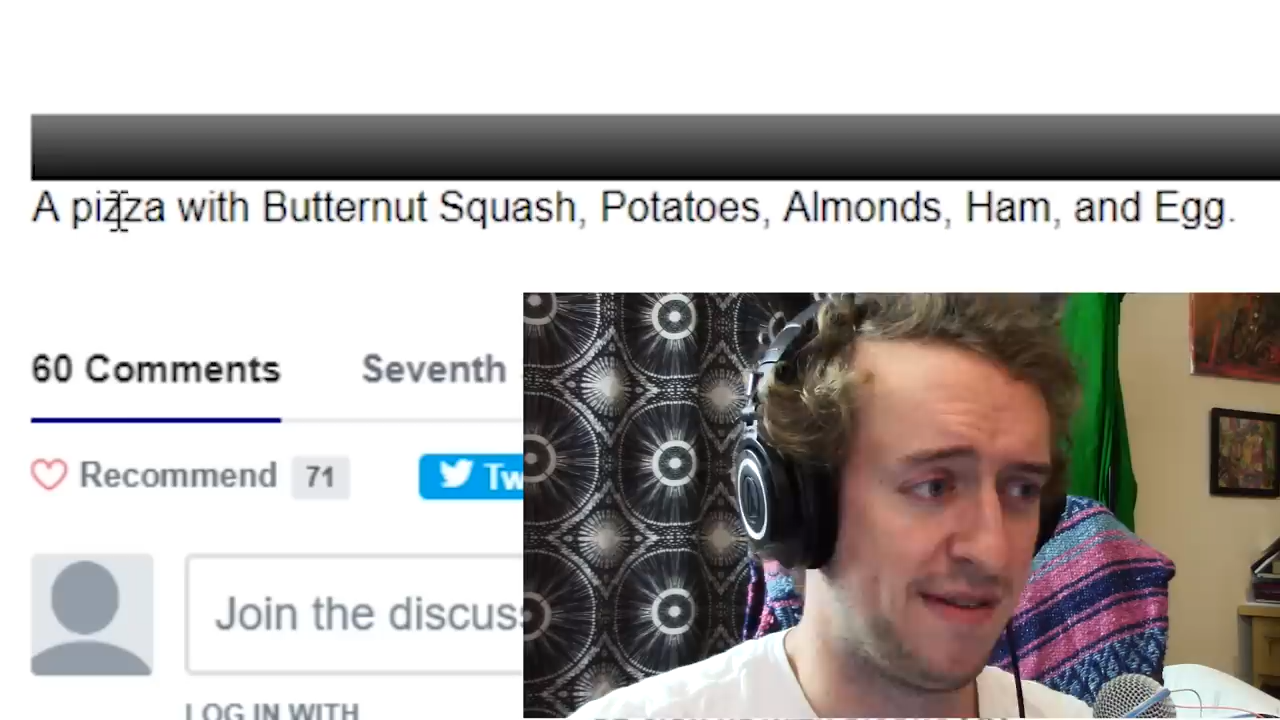 A pizza with Butternut Squash, Potatoes, Almonds, Ham, and Egg.
60 Comments Seventh
Recommend 71 Tw
Join the discuss
LOG IN WITH